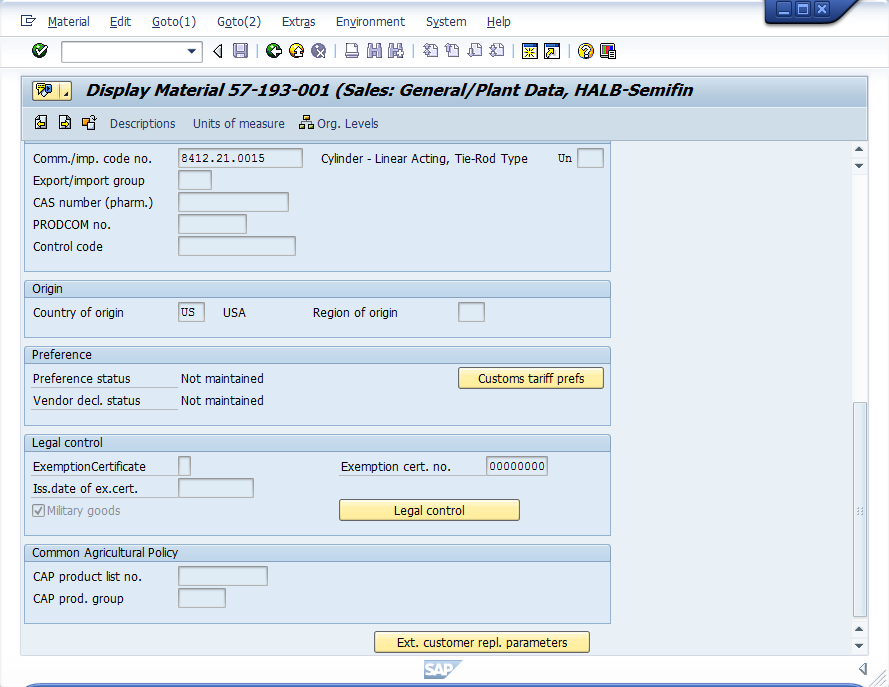 Material Edit Goto(1) Goto(2) Extras Environment System Help
Display Material 57-193-001 (Sales: General/Plant Data, HALB-Semifin
Descriptions Units of measure Org. Levels
Comm./imp. code no. 8412.21.0015 Cylinder - Linear Acting, Tie-Rod Type Un
Export/import group
CAS number (pharm.)
PRODCOM no.
Control code
Origin
Country of origin US USA Region of origin
Preference
Preference status Not maintained Customs tariff prefs
Vendor decl. status Not maintained
Legal control
ExemptionCertificate Exemption cert. no. 00000000
Iss.date of ex.cert.
Military goods Legal control
Common Agricultural Policy
CAP product list no.
CAP prod. group
Ext. customer repl. parameters
SAP